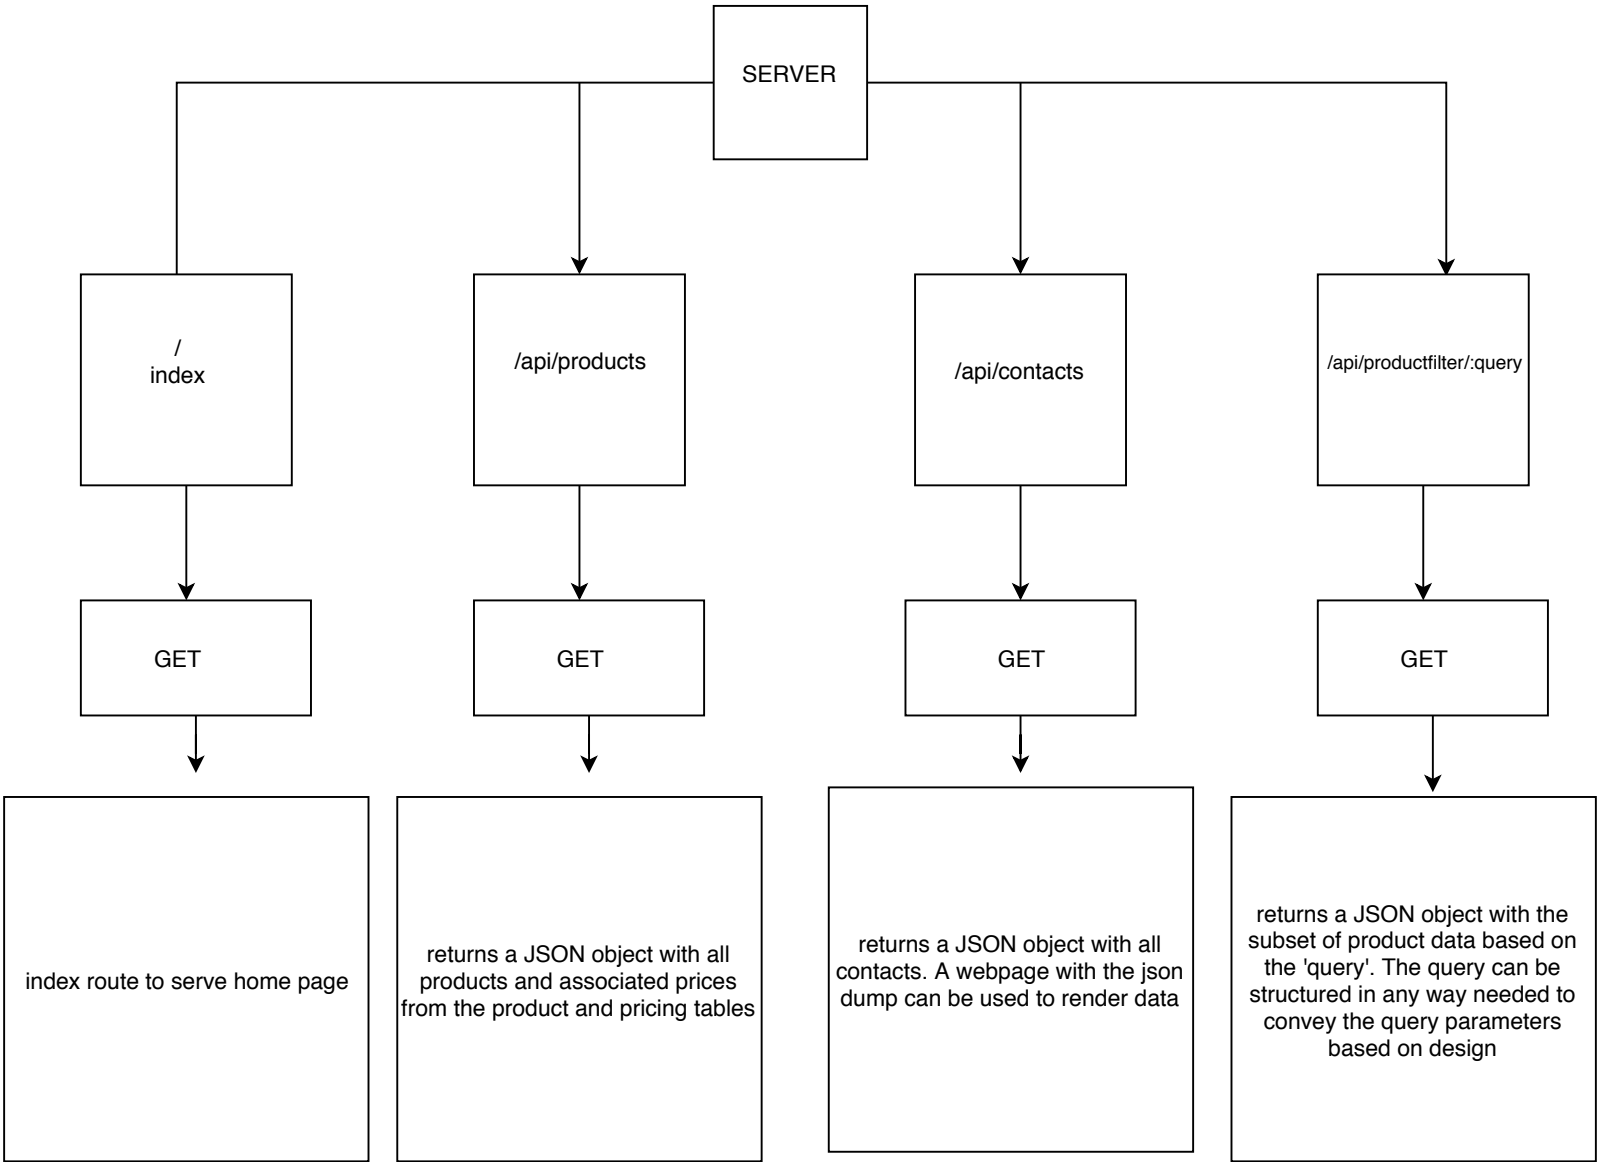 SERVER
/
index
/api/products
/api/contacts
/api/productfilter/:query
GET
GET
GET
GET
index route to serve home page
returns a JSON object with all
products and associated prices
from the product and pricing tables
returns a JSON object with all
contacts. A webpage with the json
dump can be used to render data
returns a JSON object with the
subset of product data based on
the 'query'. The query can be
structured in any way needed to
convey the query parameters
based on design